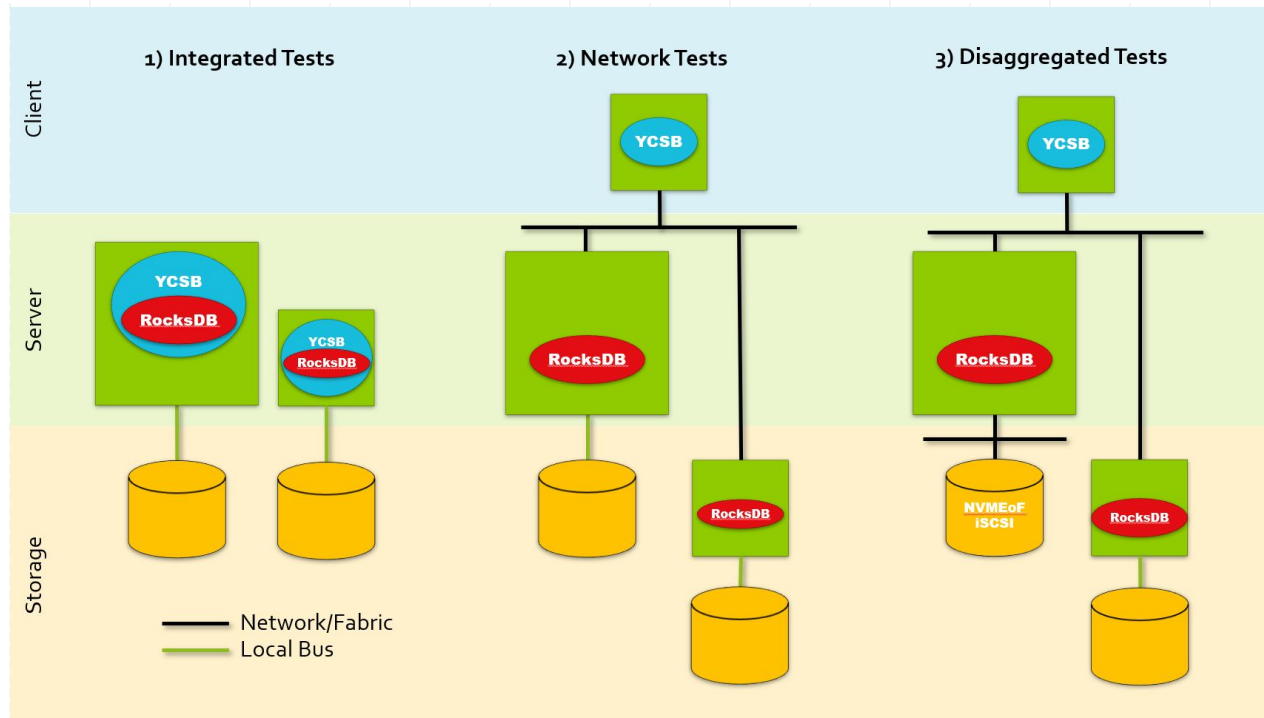 1) Integrated Tests
2) Network Tests
3) Disaggregated Tests
Client
YCSB
YCSB
Server
YCSB
RocksDB
YCSB
RocksDB
RocksDB
RocksDB
Storage
NVMEoF
iSCSI
RocksDB
RocksDB
Network/Fabric
Local Bus